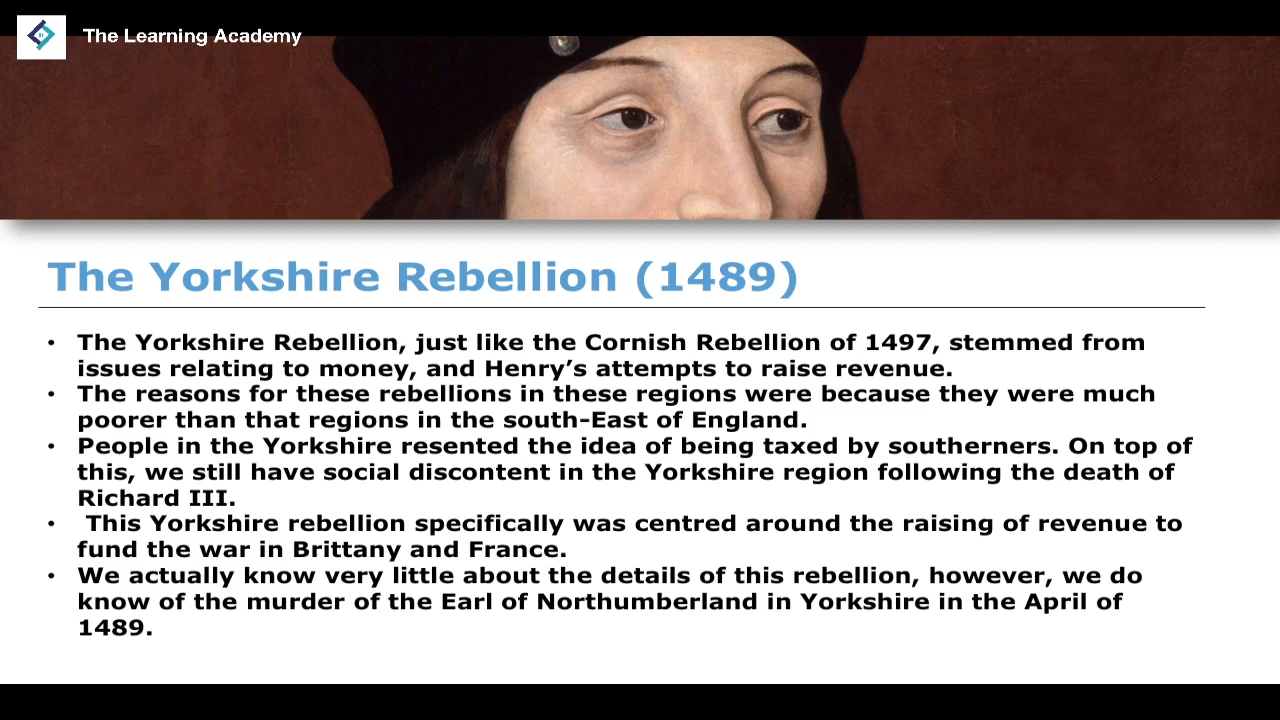 The Learning Academy
The Yorkshire Rebellion (1489)
• The Yorkshire Rebellion, just like the Cornish Rebellion of 1497, stemmed from
issues relating to money, and Henry’s attempts to raise revenue.
• The reasons for these rebellions in these regions were because they were much
poorer than that regions in the south-East of England.
• People in the Yorkshire resented the idea of being taxed by southerners. On top of
this, we still have social discontent in the Yorkshire region following the death of
Richard III.
• This Yorkshire rebellion specifically was centred around the raising of revenue to
fund the war in Brittany and France.
• We actually know very little about the details of this rebellion, however, we do
know of the murder of the Earl of Northumberland in Yorkshire in the April of
1489.